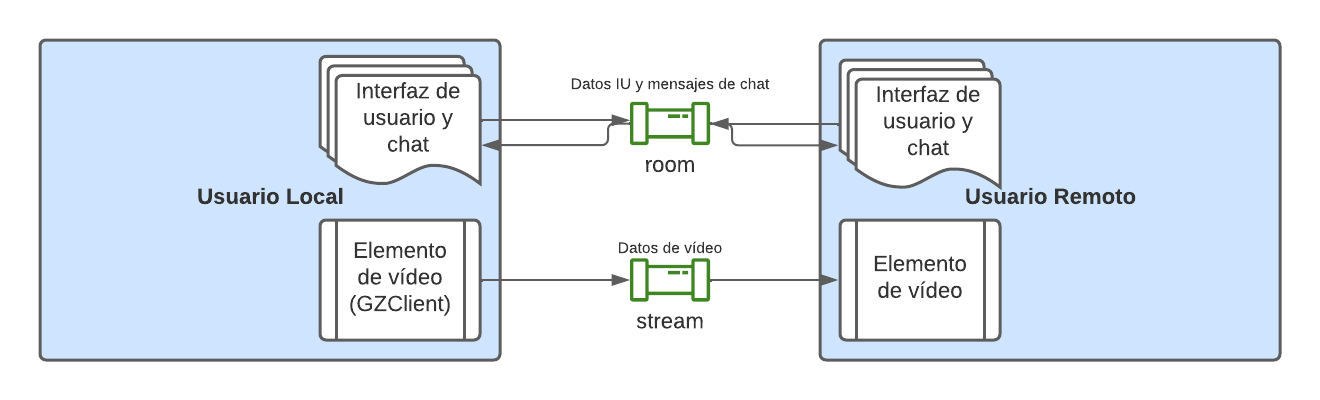 Interfaz de
usuario y
chat
Usuario Local
Elemento
de vídeo
(GZClient)
Datos IU y mensajes de chat
room
Datos de vídeo
stream
Interfaz de
usuario y
chat
Usuario Remoto
Elemento
de vídeo